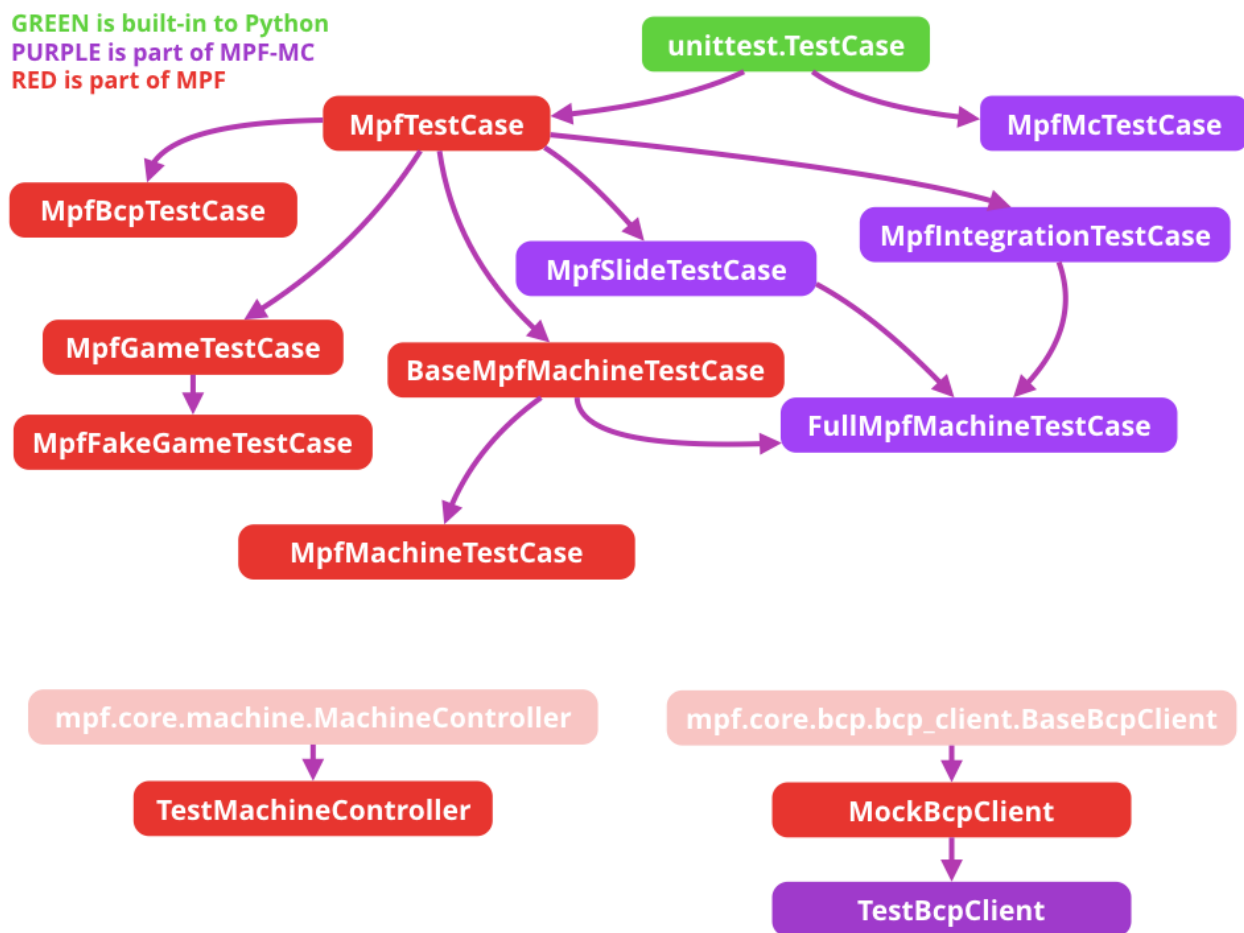 GREEN is built-in to Python
PURPLE is part of MPF-MC
RED is part of MPF
unittest.TestCase
MpfTestCase
MpfMcTestCase
MpfBcpTestCase
MpfIntegrationTestCase
MpfSlideTestCase
MpfGameTestCase
BaseMpfMachineTestCase
FullMpfMachineTestCase
MpfFakeGameTestCase
MpfMachineTestCase
mpf.core.machine.MachineController
mpf.core.bcp.bcp_client.BaseBcpClient
TestMachineController
MockBcpClient
TestBcpClient